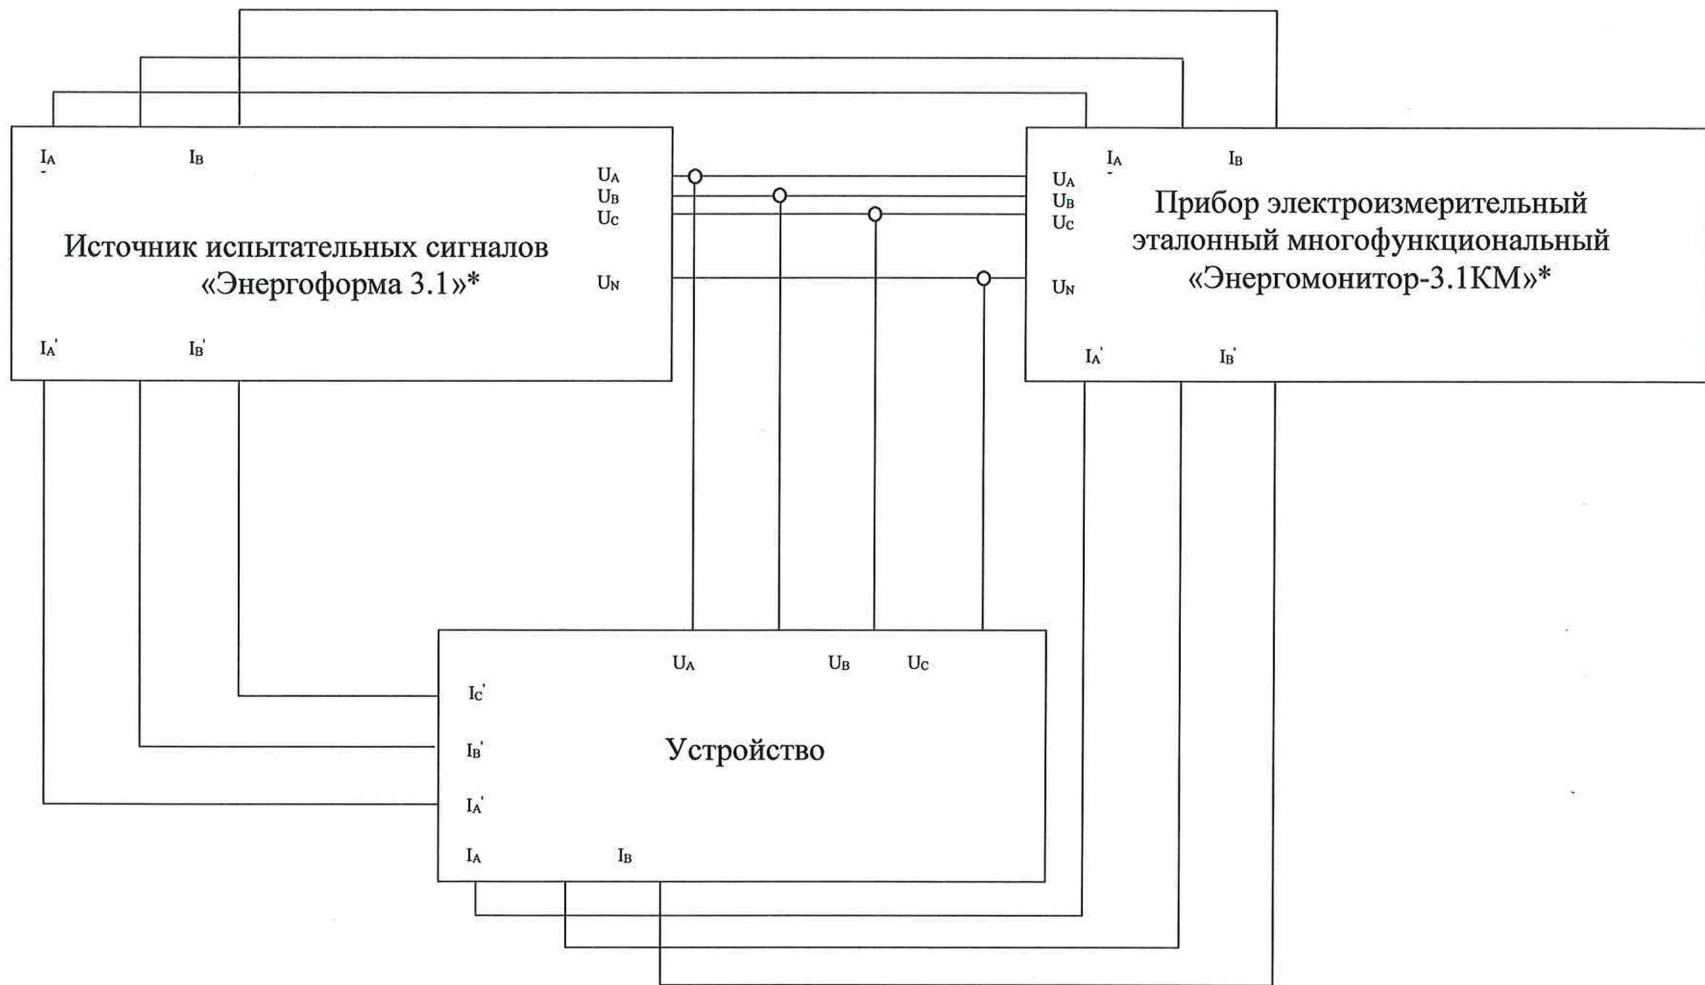 IA IB
UA
UB
UC
Источник испытательных сигналов
«Энергоформа 3.1»*
UN
IA' IB'
IA IB
UA
UB
UC
Прибор электроизмерительный
эталонный многофункциональный
«Энергомонитор-3.1КМ»*
UN
IA' IB'
UA UB UC
IC'
IB'
Устройство
IA'
IA IB